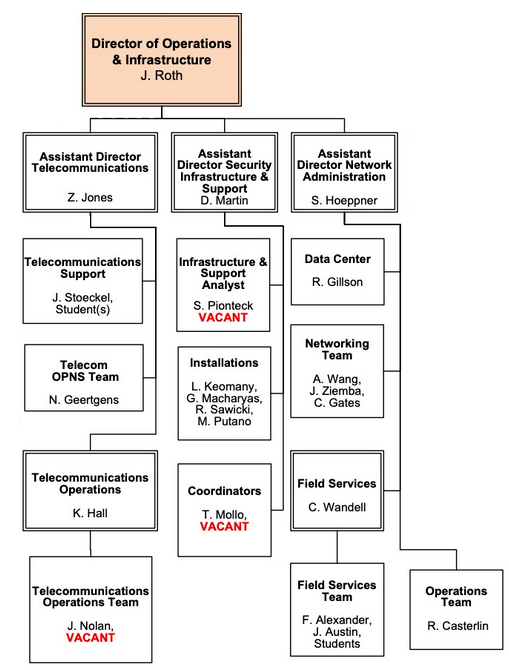 Director of Operations
& Infrastructure
J. Roth
Assistant Director
Telecommunications
Z. Jones
Assistant
Director Security
Infrastructure &
Support
D. Martin
Assistant
Director Network
Administration
S. Hoeppner
Telecommunications
Support
J. Stoeckel,
Student(s)
Infrastructure &
Support
Analyst
S. Pionteck
VACANT
Data Center
R. Gillson
Telecom
OPNS Team
N. Geertgens
Installations
L. Keomany,
G. Macharyas,
R. Sawicki,
M. Putano
Networking
Team
A. Wang,
J. Ziemba,
C. Gates
Telecommunications
Operations
K. Hall
Coordinators
T. Mollo,
VACANT
Field Services
C. Wandell
Telecommunications
Operations Team
J. Nolan,
VACANT
Field Services
Team
F. Alexander,
J. Austin,
Students
Operations
Team
R. Casterlin